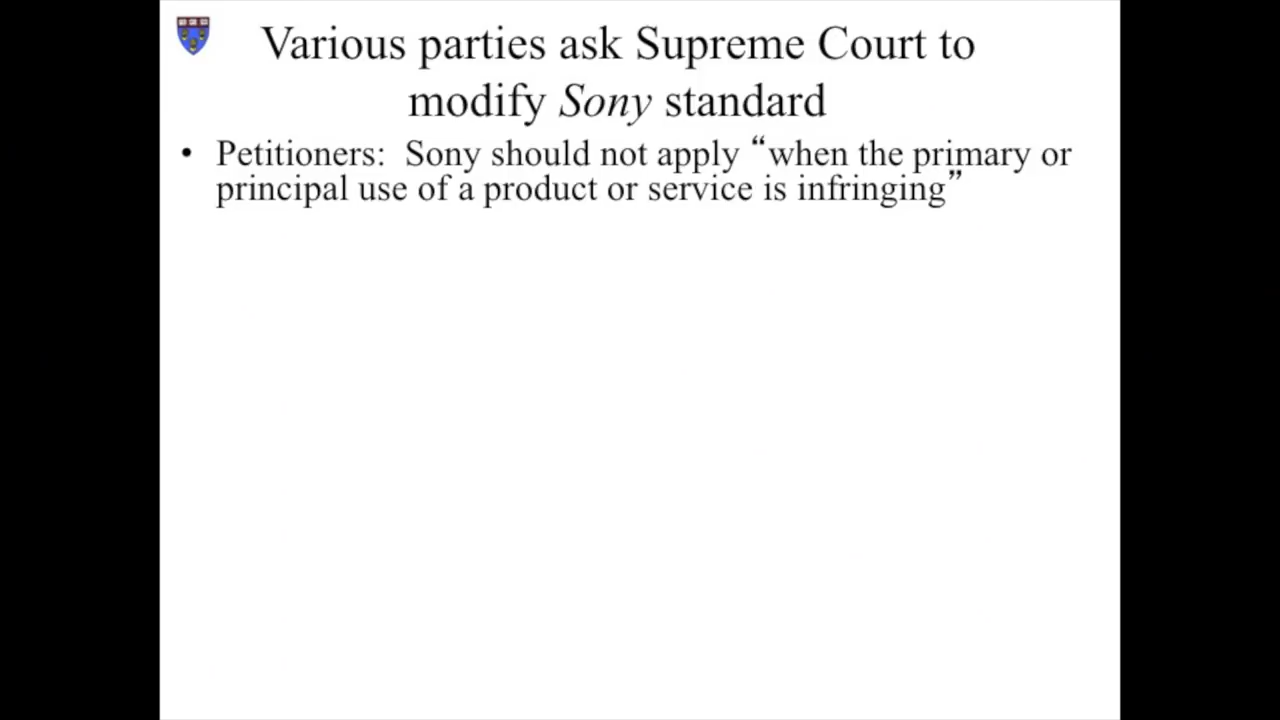 Various parties ask Supreme Court to
modify Sony standard
• Petitioners: Sony should not apply “when the primary or
principal use of a product or service is infringing”